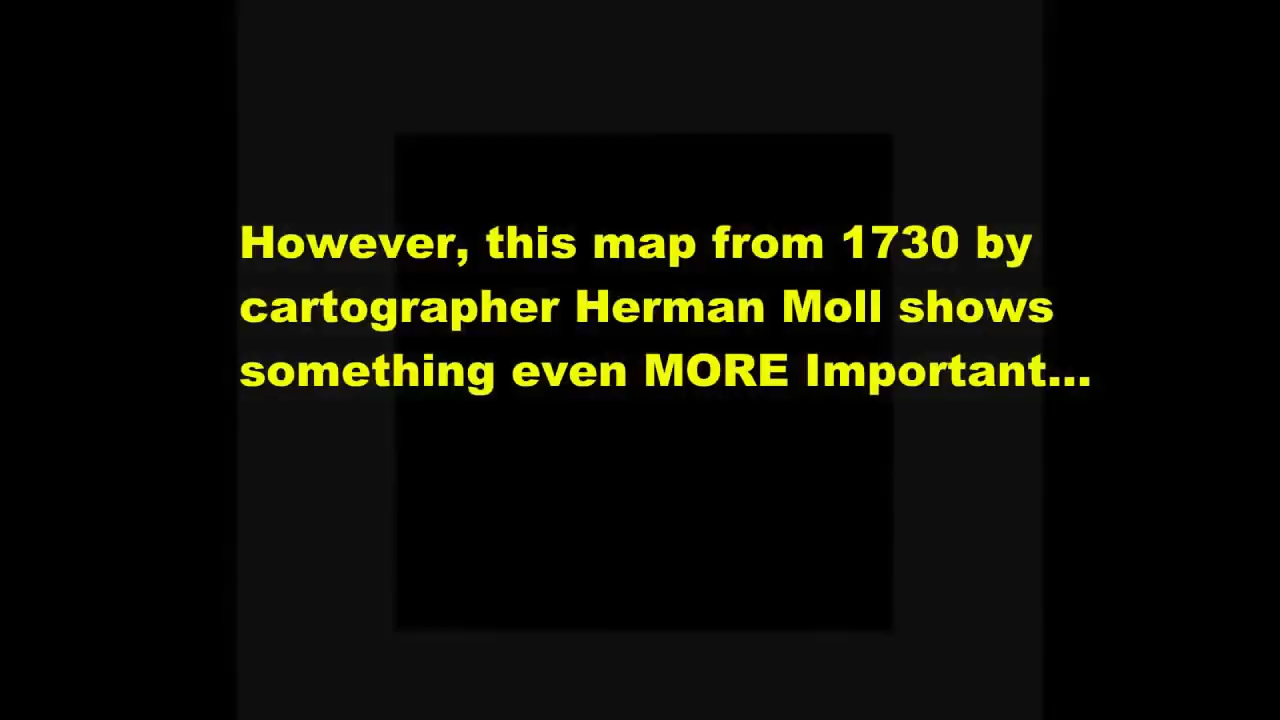 However, this map from 1730 by
cartographer Herman Moll shows
something even MORE Important...